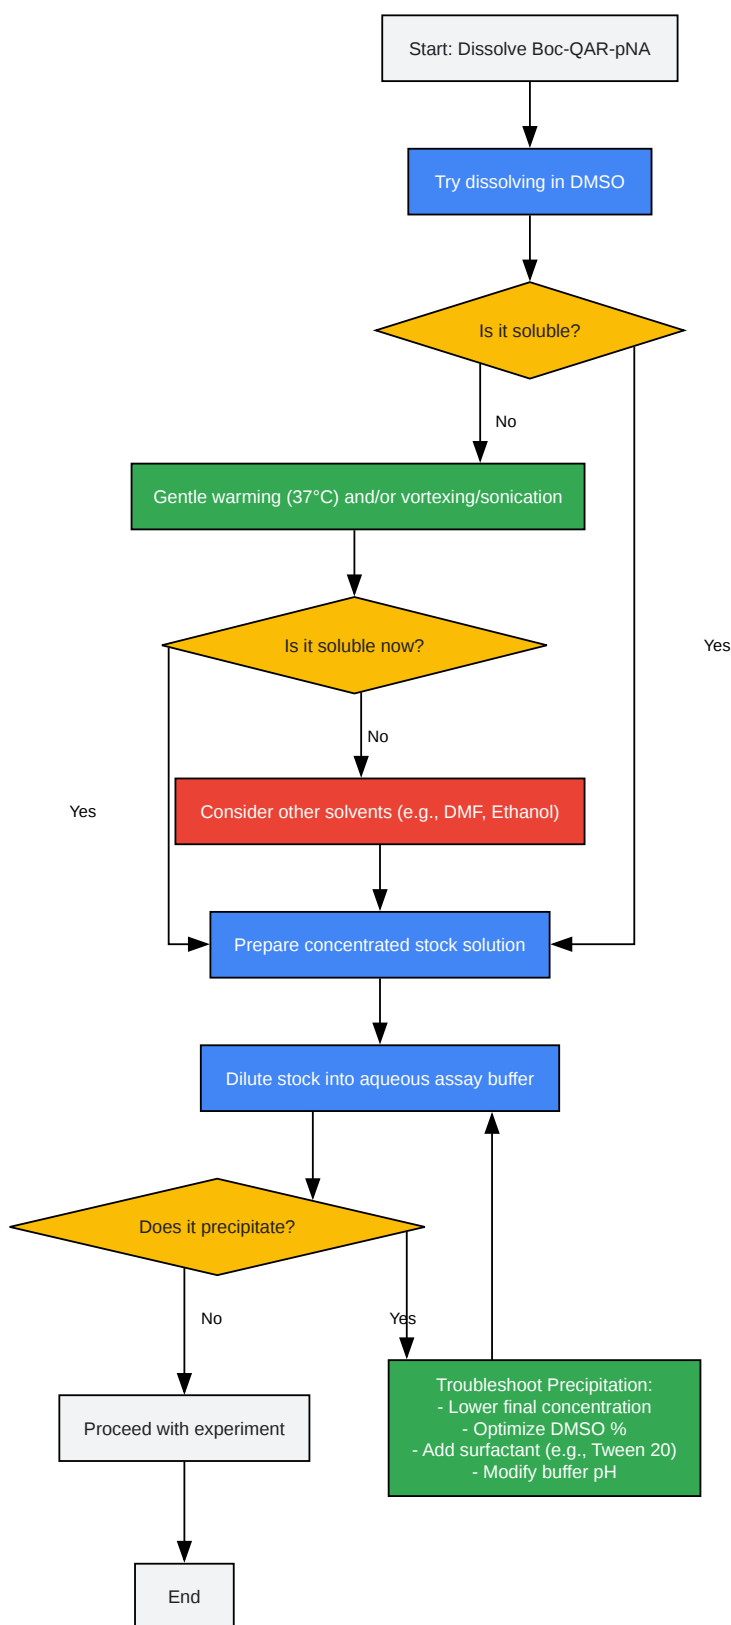 Start: Dissolve Boc-QAR-pNA
Try dissolving in DMSO
Is it soluble?
No
Gentle warming (37°C) and/or vortexing/sonication
Is it soluble now?
Yes
No
Yes
Consider other solvents (e.g., DMF, Ethanol)
Prepare concentrated stock solution
Dilute stock into aqueous assay buffer
Does it precipitate?
No
Yes
Troubleshoot Precipitation:
- Lower final concentration
- Optimize DMSO %
- Add surfactant (e.g., Tween 20)
- Modify buffer pH
Proceed with experiment
End